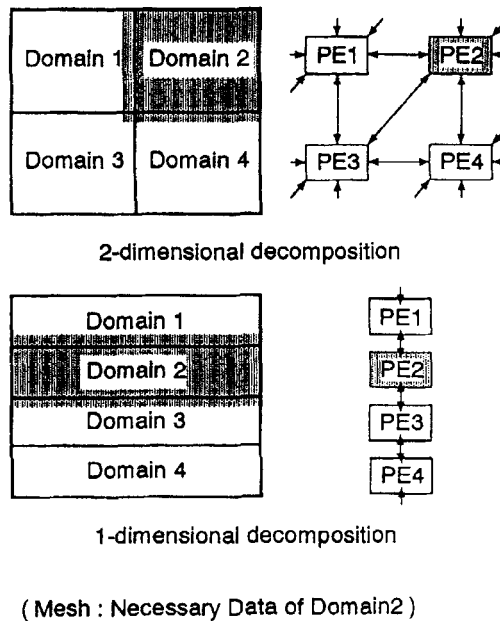 Domain 1 Domain 2 PE1 PE2
Domain 3 Domain 4 PE3 PE4
2-dimensional decomposition
Domain 1 PE1
Domain 2 PE2
Domain 3 PE3
Domain 4 PE4
1-dimensional decomposition
( Mesh : Necessary Data of Domain2 )